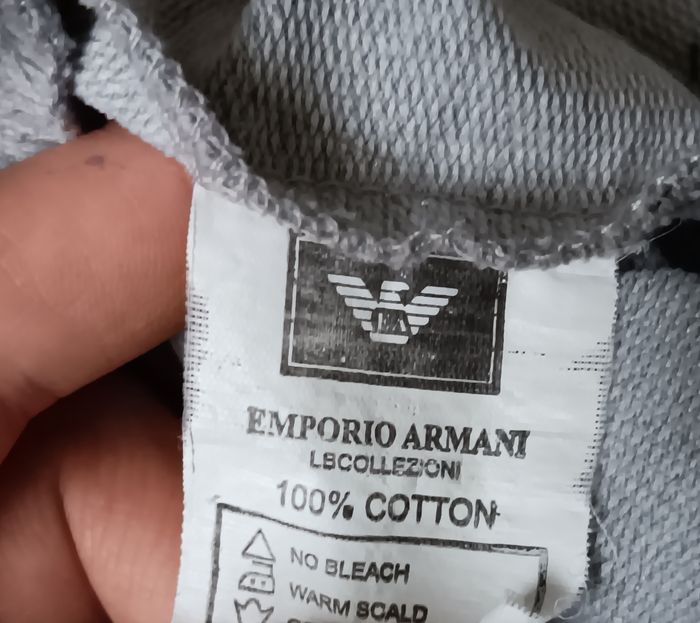 EMPORIO ARMANI
LBCOLLEZIONI
100% COTTON
NO BLEACH
WARM SCALD